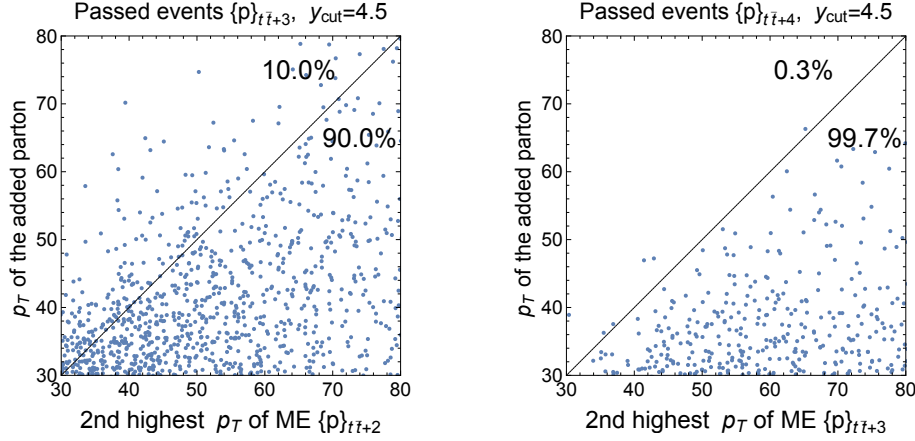 Passed events {p}tt̄+3, ycut=4.5
80
70
60
50
40
30
pT of the added parton
10.0%
90.0%
30 40 50 60 70 80
2nd highest pT of ME {p}tt̄+2
Passed events {p}tt̄+4, ycut=4.5
80
70
60
50
40
30
pT of the added parton
0.3%
99.7%
30 40 50 60 70 80
2nd highest pT of ME {p}tt̄+3